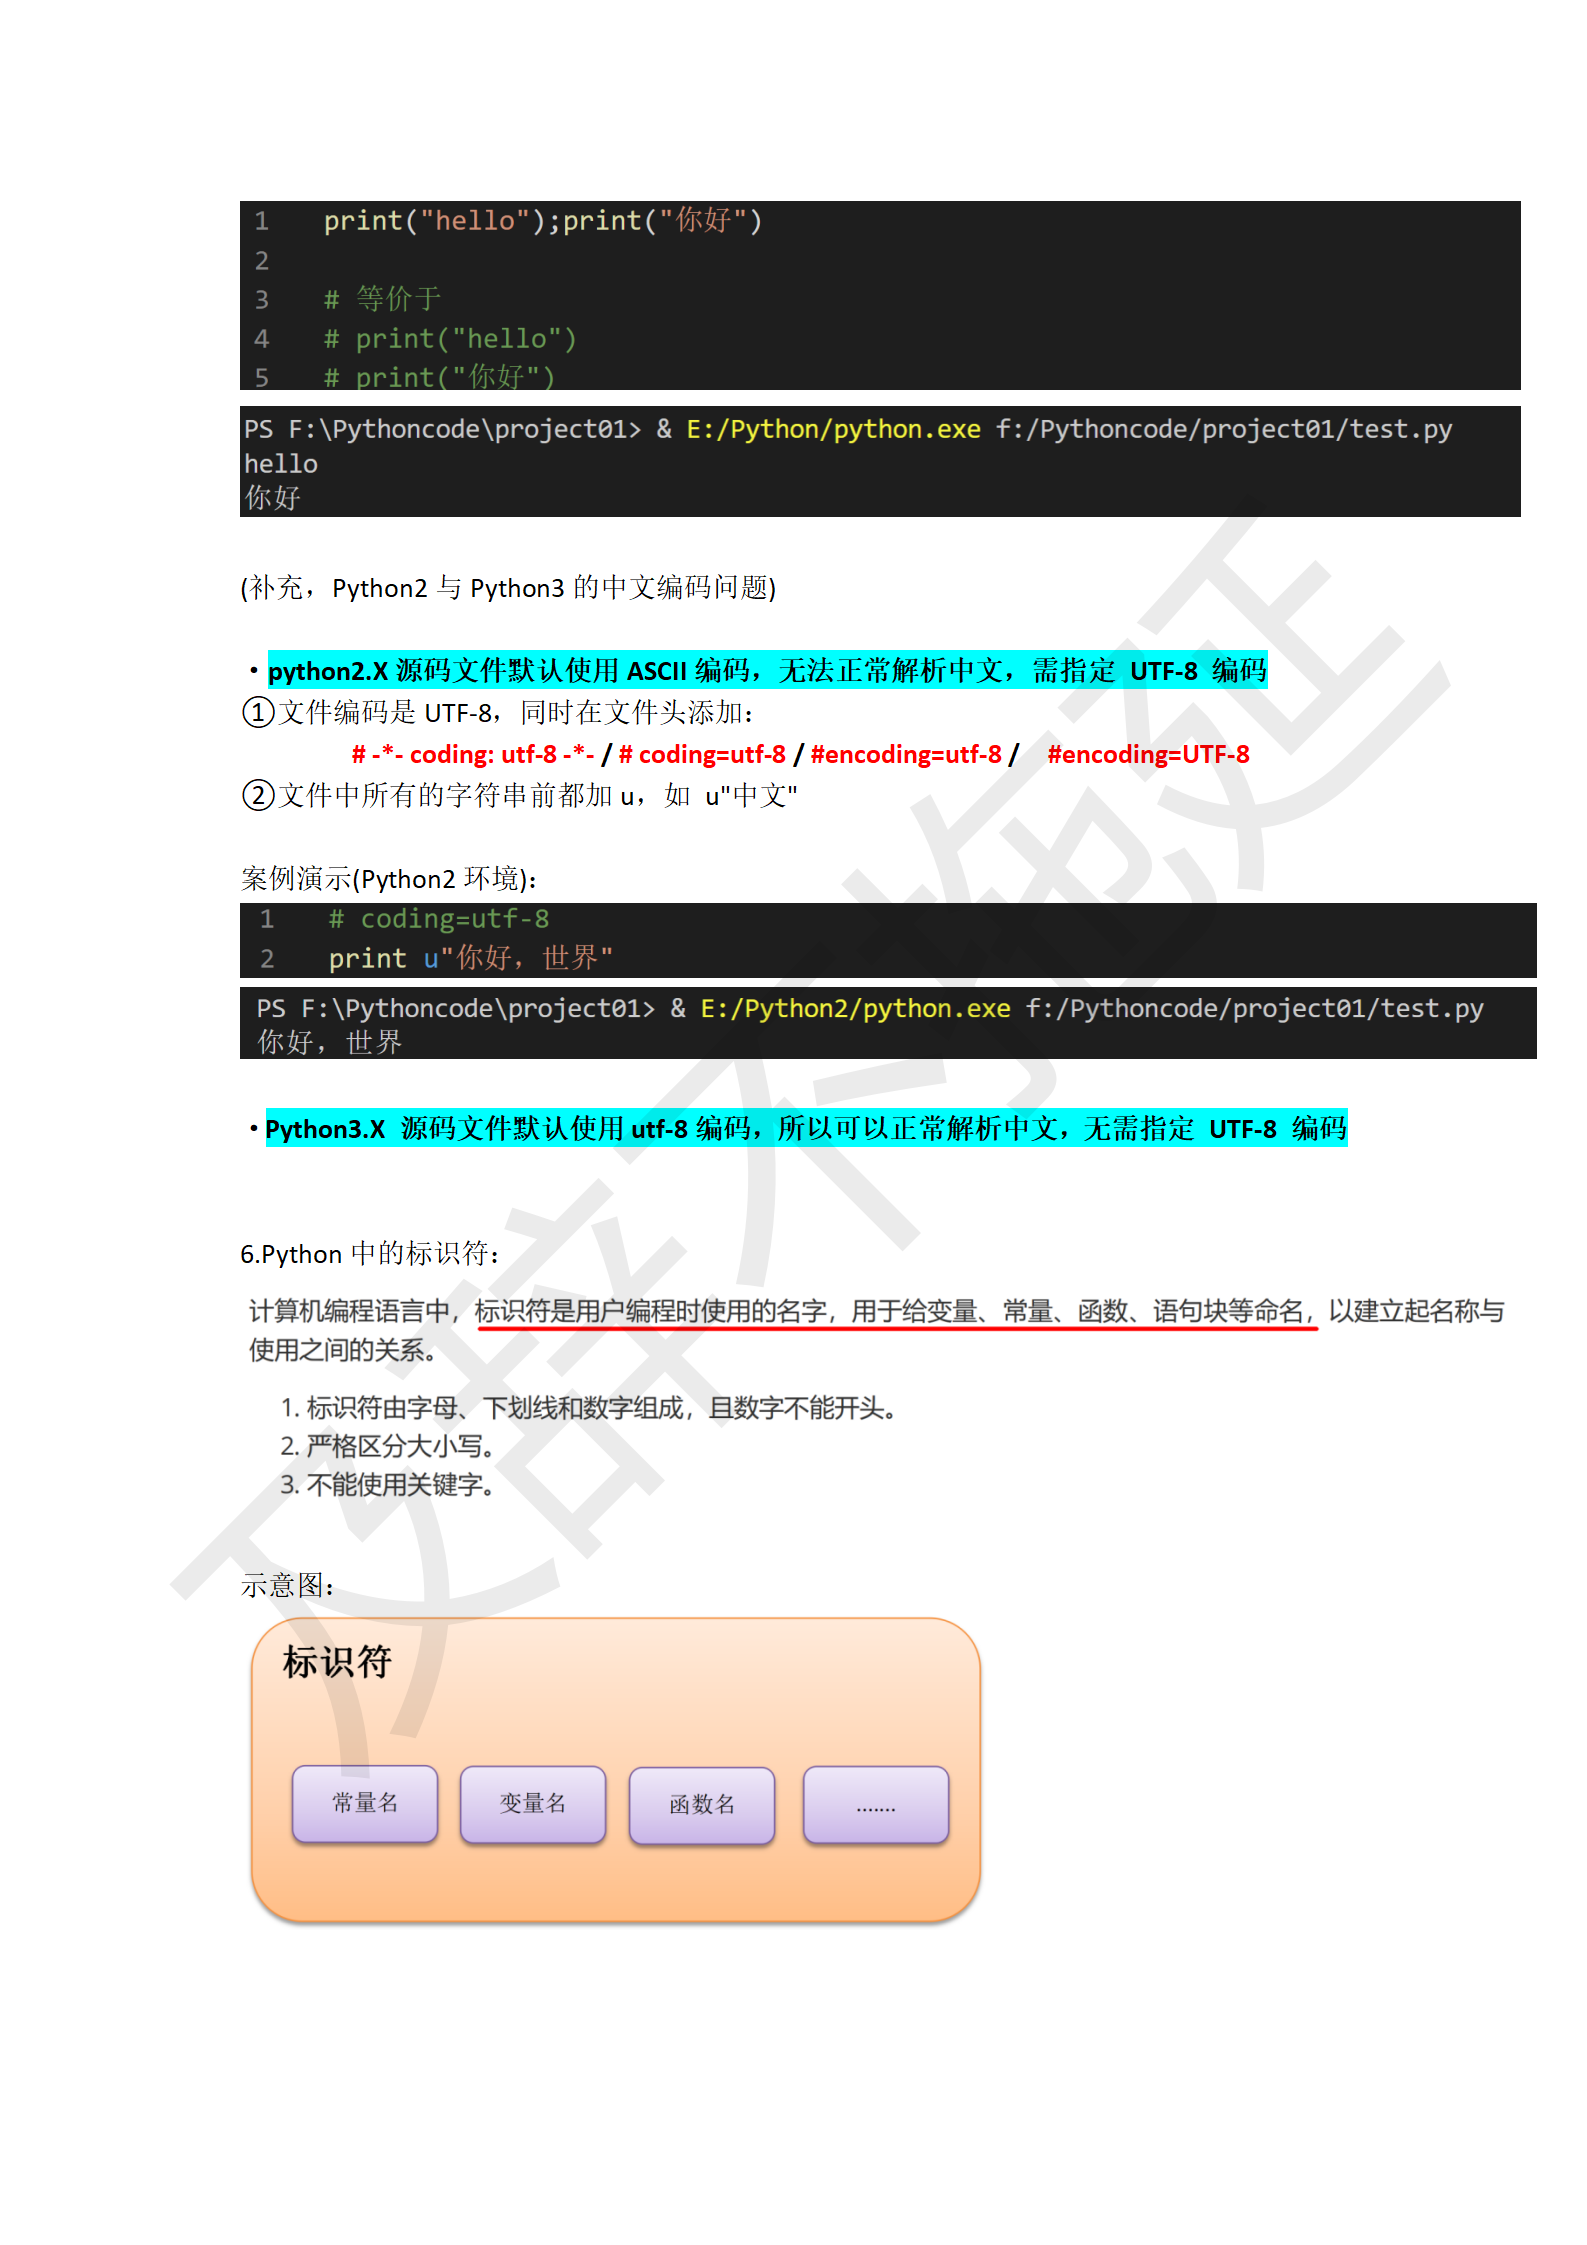 1 print("hello");print("你好")
2
3 # 等价于
4 # print("hello")
5 # print("你好")
PS F:\Pythoncode\project01> & E:/Python/python.exe f:/Pythoncode/project01/test.py
hello
你好
(补充，Python2 与 Python3 的中文编码问题)
·python2.X 源码文件默认使用 ASCII 编码，无法正常解析中文，需指定 UTF-8 编码
①文件编码是 UTF-8，同时在文件头添加：
# -*- coding: utf-8 -*- / # coding=utf-8 / #encoding=utf-8 / #encoding=UTF-8
②文件中所有的字符串前都加 u，如 u"中文"
案例演示(Python2 环境)：
1 # coding=utf-8
2 print u"你好，世界"
PS F:\Pythoncode\project01> & E:/Python2/python.exe f:/Pythoncode/project01/test.py
你好，世界
·Python3.X 源码文件默认使用 utf-8 编码，所以可以正常解析中文，无需指定 UTF-8 编码
6.Python 中的标识符：
计算机编程语言中，标识符是用户编程时使用的名字，用于给变量、常量、函数、语句块等命名，以建立起名称与
使用之间的关系。
1. 标识符由字母、下划线和数字组成，且数字不能开头。
2. 严格区分大小写。
3. 不能使用关键字。
示意图：
标识符
常量名 变量名 函数名 .......
及辞不拖延